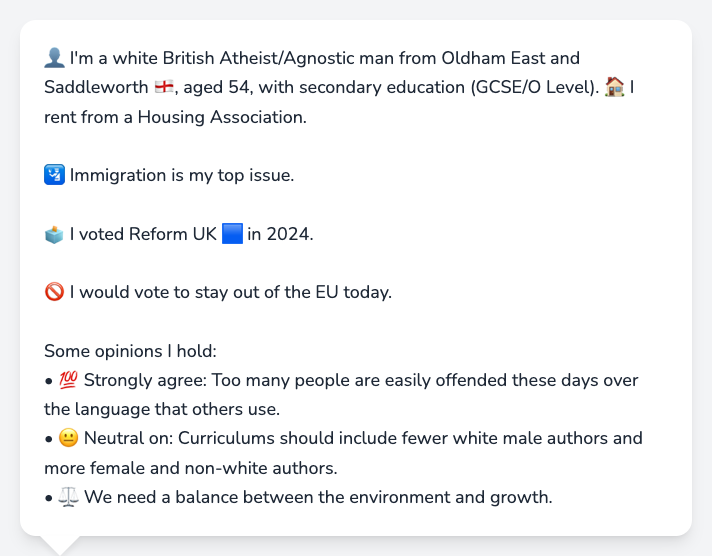 👤 I'm a white British Atheist/Agnostic man from Oldham East and
Saddleworth 🏴󠁧󠁢󠁥󠁮󠁧󠁿, aged 54, with secondary education (GCSE/O Level). 🏠 I
rent from a Housing Association.
🛂 Immigration is my top issue.
🗳️ I voted Reform UK 🟦 in 2024.
🚫 I would vote to stay out of the EU today.
Some opinions I hold:
• 💯 Strongly agree: Too many people are easily offended these days over
the language that others use.
• 😐 Neutral on: Curriculums should include fewer white male authors and
more female and non-white authors.
• ⚖️ We need a balance between the environment and growth.